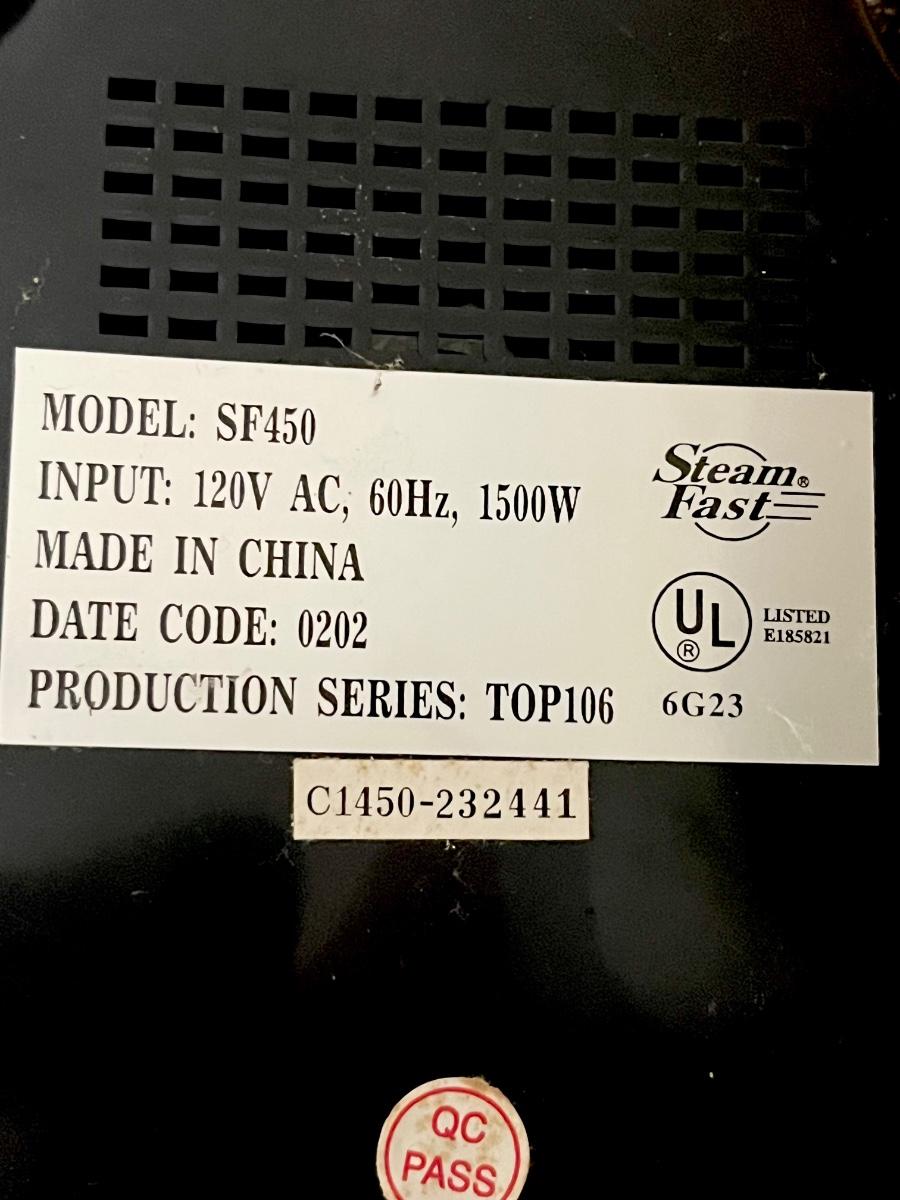 MODEL: SF450
INPUT: 120V AC, 60Hz, 1500W
MADE IN CHINA
DATE CODE: 0202
PRODUCTION SERIES: TOP106
Steam®
Fast
UL®
LISTED
E185821
6G23
C1450-232441
QC
PASS